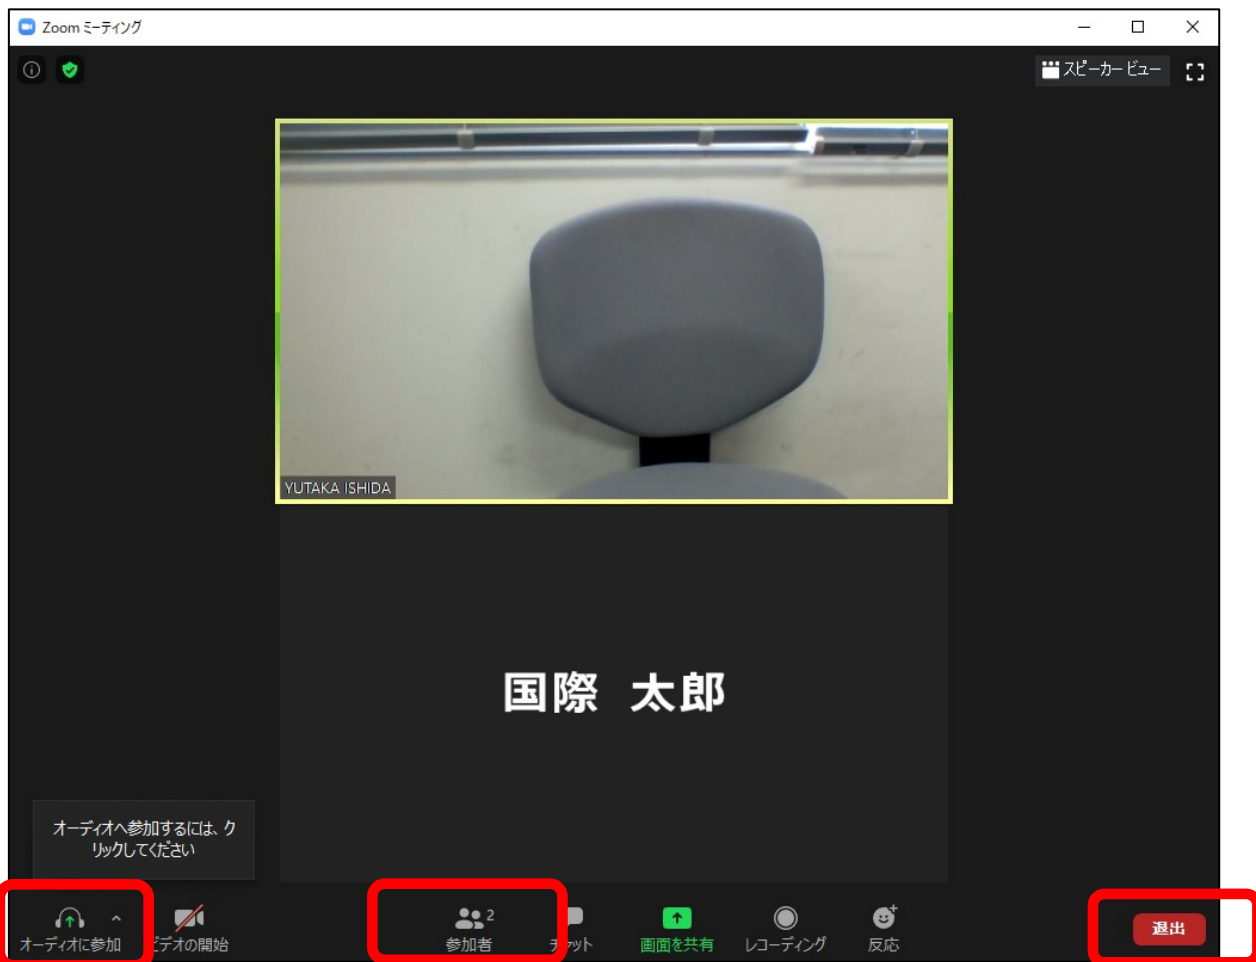 Zoom ミーティング
スピーカー ビュー
YUTAKA ISHIDA
国際 太郎
オーディオへ参加するには、ク
リックしてください
2
オーディオに参加 ビデオの開始 参加者 チャット 画面を共有 レコーディング 反応 退出